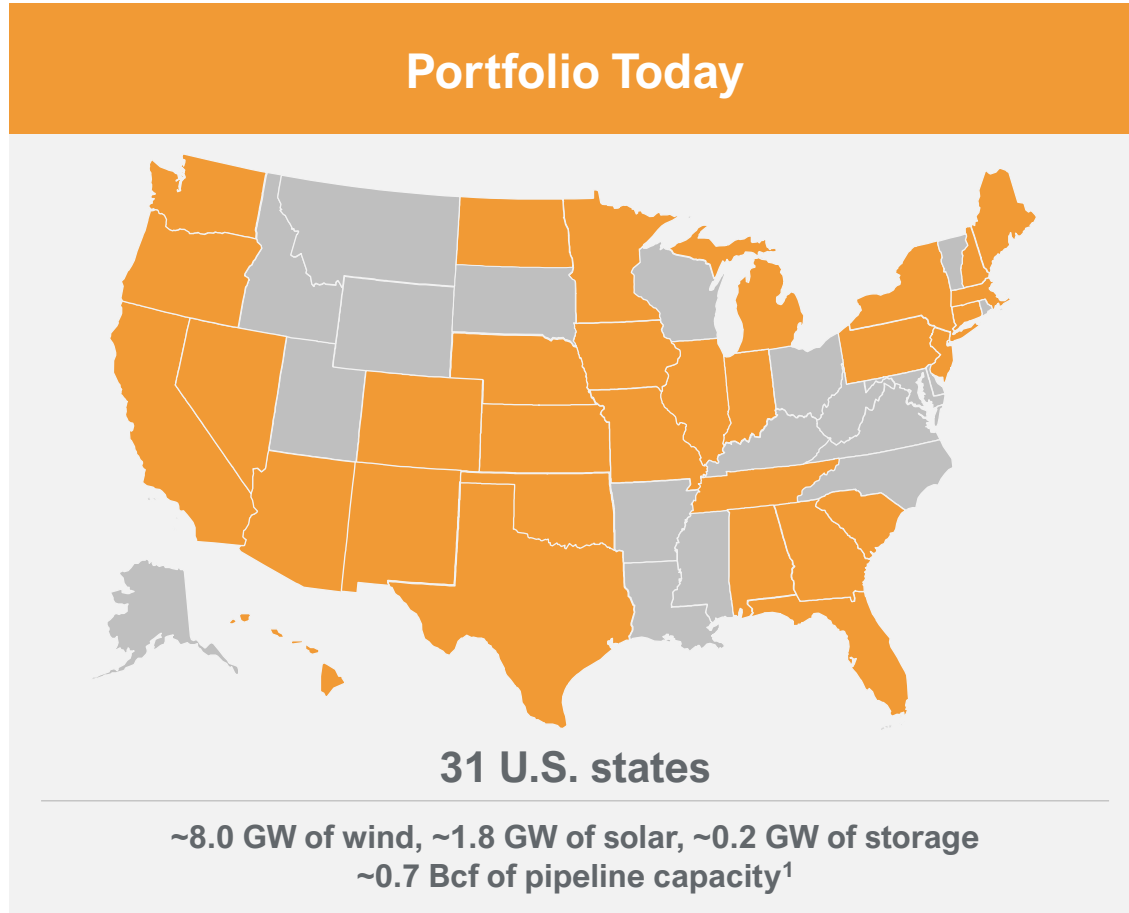 Portfolio Today
31 U.S. states
~8.0 GW of wind, ~1.8 GW of solar, ~0.2 GW of storage
~0.7 Bcf of pipeline capacity¹